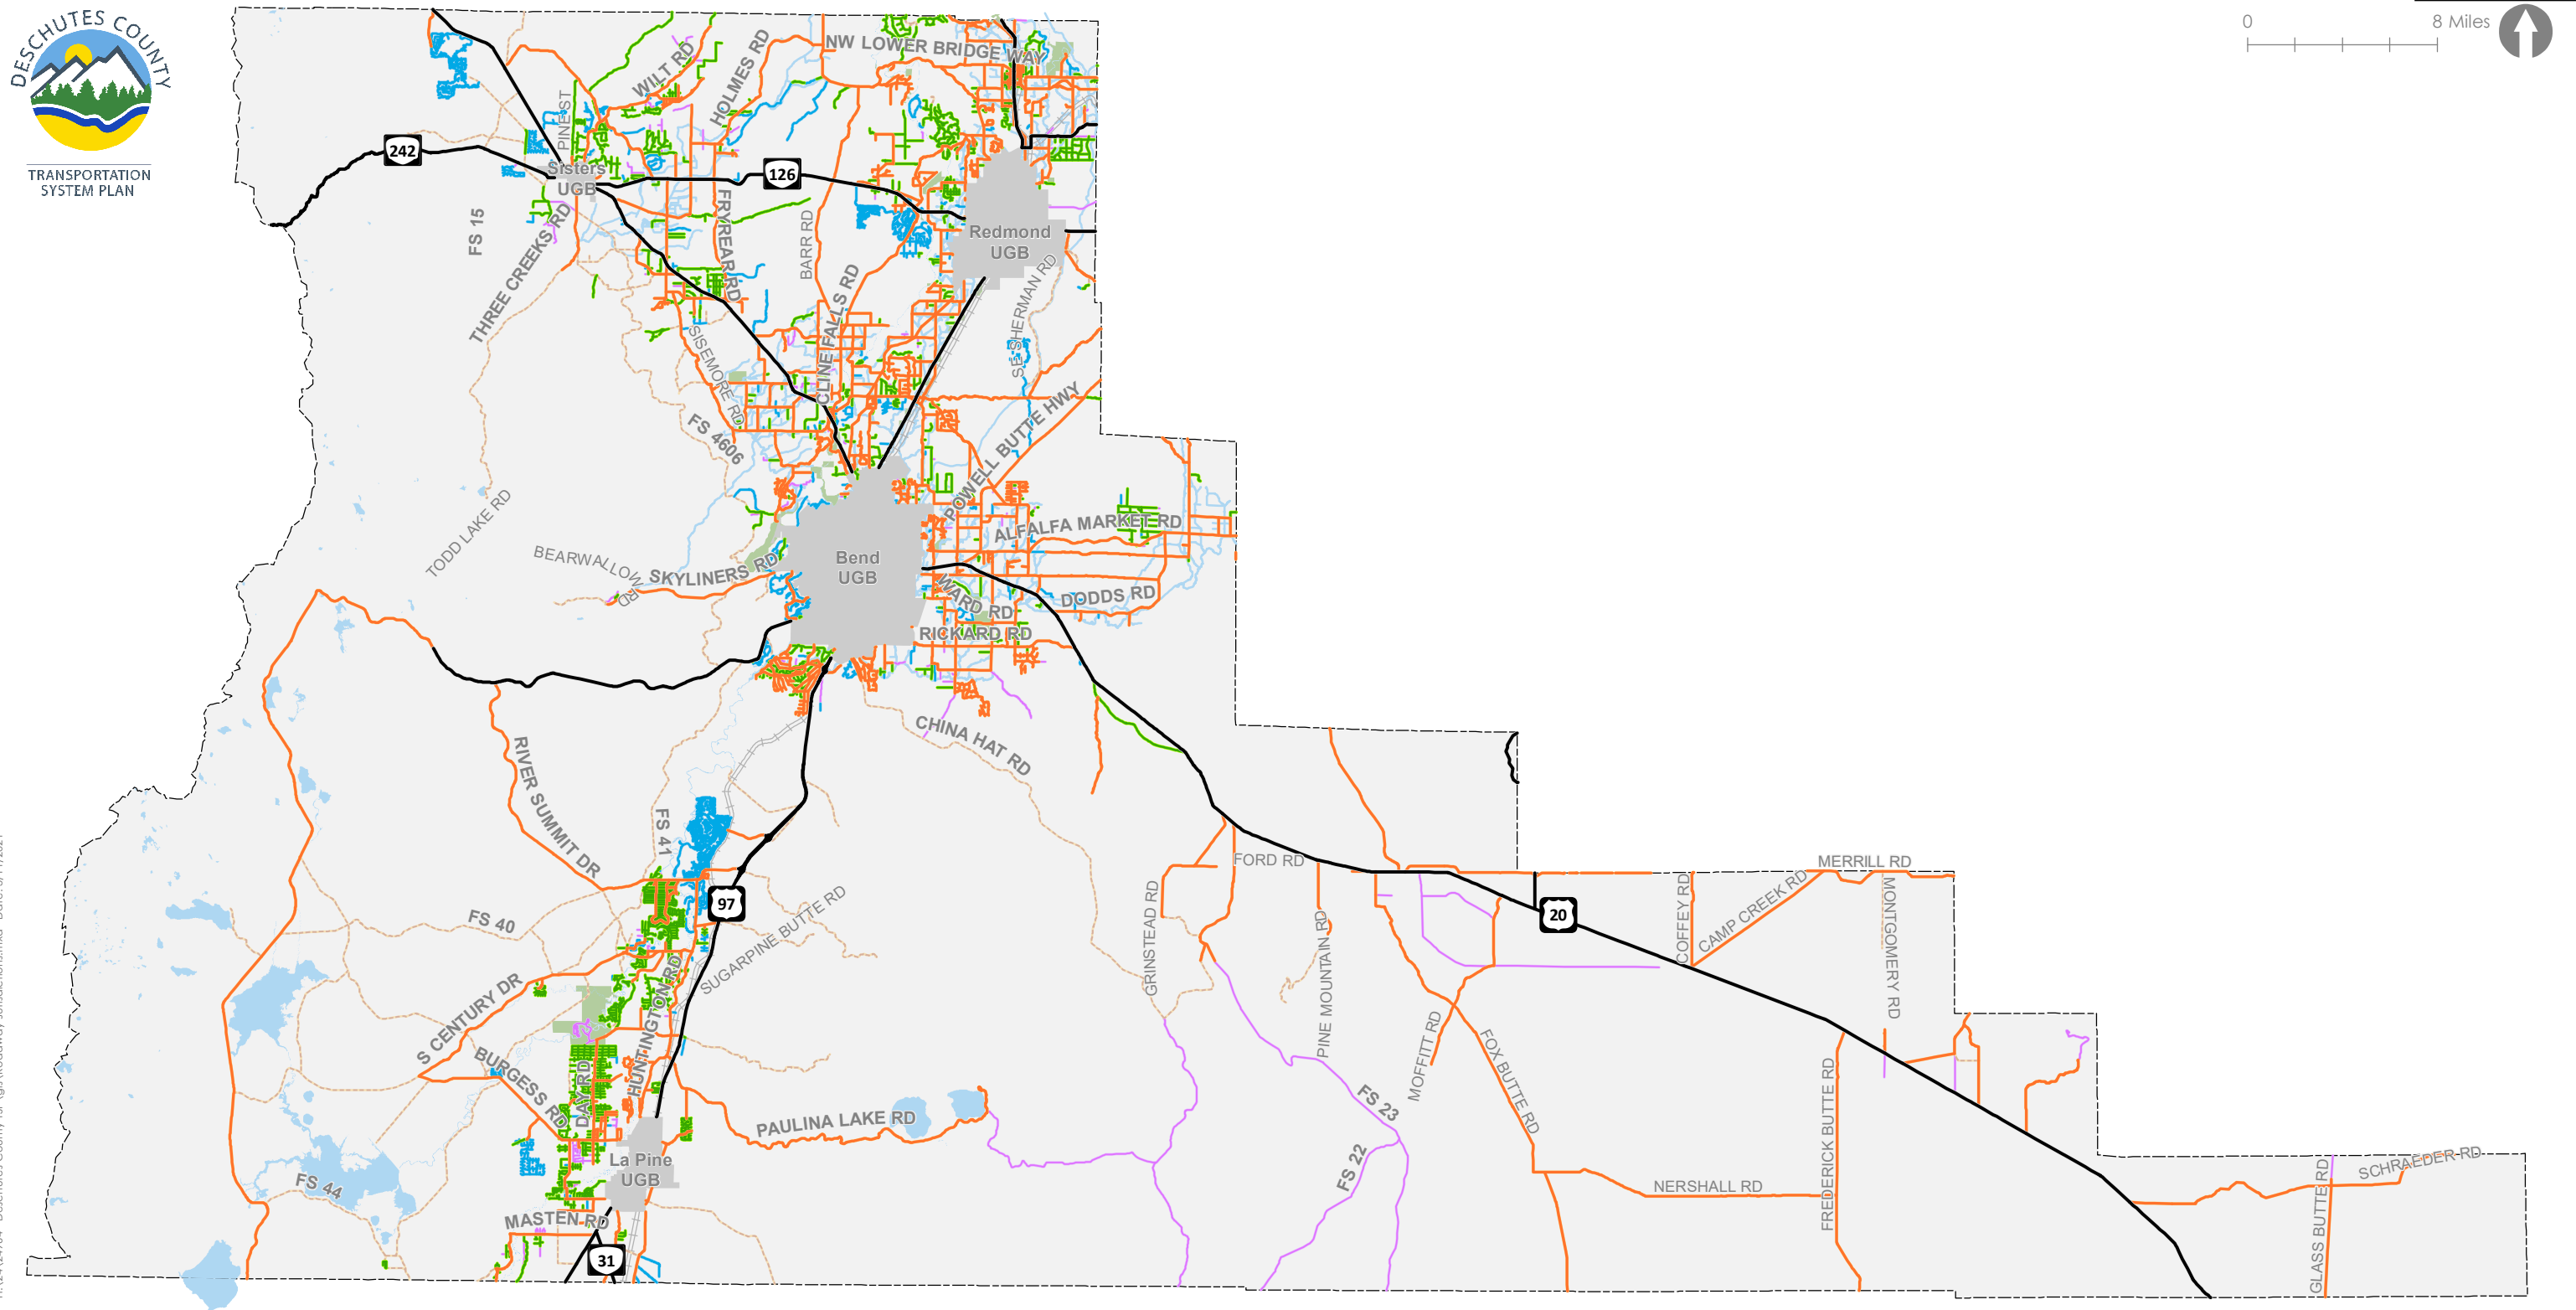 DESCHUTES COUNTY
TRANSPORTATION
SYSTEM PLAN
0
8 Miles
NW LOWER BRIDGE WAY
WILT RD
HOLMES RD
PINE ST
242
126
Sisters
UGB
FS 15
THREE CREEKS RD
FRYREAR RD
BARR RD
Redmond
UGB
CLINE FALLS RD
SE SHERMAN RD
SISEMORE RD
FS 4606
POWELL BUTTE HWY
TODD LAKE RD
ALFALFA MARKET RD
BEARWALLOW RD
SKYLINERS RD
Bend
UGB
WARD RD
DODDS RD
RICKARD RD
CHINA HAT RD
RIVER SUMMIT DR
FS 41
FORD RD
MERRILL RD
97
SUGARPINE BUTTE RD
GRINSTEAD RD
PINE MOUNTAIN RD
20
COFFEY RD
CAMP CREEK RD
MONTGOMERY RD
FS 40
S CENTURY DR
HUNTINGTON RD
BURGESS RD
DAY RD
PAULINA LAKE RD
FS 23
MOFFITT RD
FOX BUTTE RD
FREDERICK BUTTE RD
FS 22
La Pine
UGB
FS 44
NERSHALL RD
SCHRAEDER RD
GLASS BUTTE RD
MASTEN RD
31